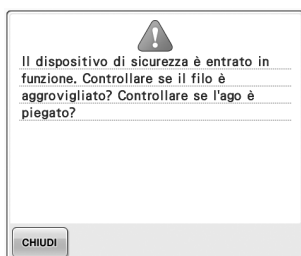 Il dispositivo di sicurezza è entrato in
funzione. Controllare se il filo è
aggrovigliato? Controllare se l'ago è
piegato?
CHIUDI